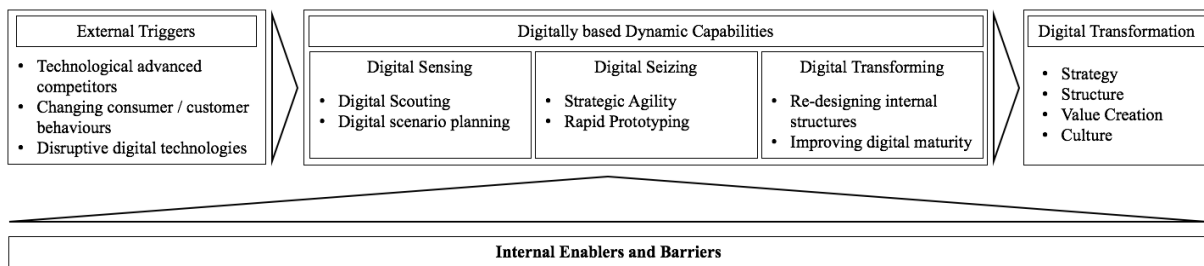 External Triggers
• Technological advanced
competitors
• Changing consumer / customer
behaviours
• Disruptive digital technologies
Digitally based Dynamic Capabilities
Digital Sensing
• Digital Scouting
• Digital scenario planning
Digital Seizing
• Strategic Agility
• Rapid Prototyping
Digital Transforming
• Re-designing internal
structures
• Improving digital maturity
Digital Transformation
• Strategy
• Structure
• Value Creation
• Culture
Internal Enablers and Barriers